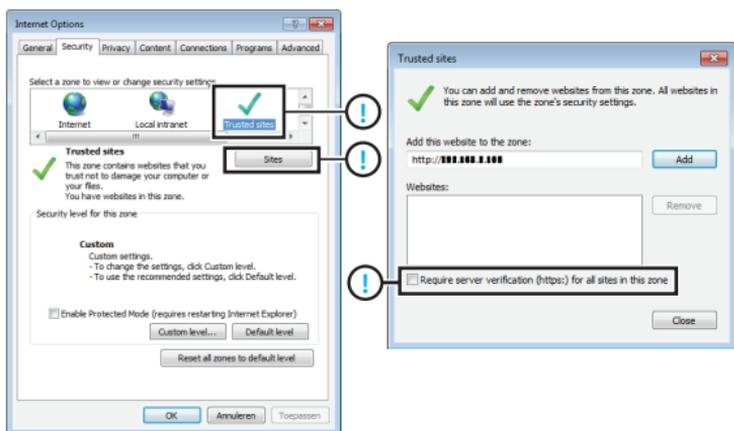 Internet Options
General Security Privacy Content Connections Programs Advanced
Select a zone to view or change security settings.
Internet Local intranet Trusted sites
Trusted sites
Sites
This zone contains websites that you
trust not to damage your computer or
your files.
You have websites in this zone.
Security level for this zone
Custom
Custom settings.
- To change the settings, click Custom level.
- To use the recommended settings, click Default level.
Enable Protected Mode (requires restarting Internet Explorer)
Custom level... Default level
Reset all zones to default level
OK Annuleren Toepassen
!
!
!
Trusted sites
You can add and remove websites from this zone. All websites in
this zone will use the zone's security settings.
Add this website to the zone:
http://
Add
Websites:
Remove
Require server verification (https:) for all sites in this zone
Close